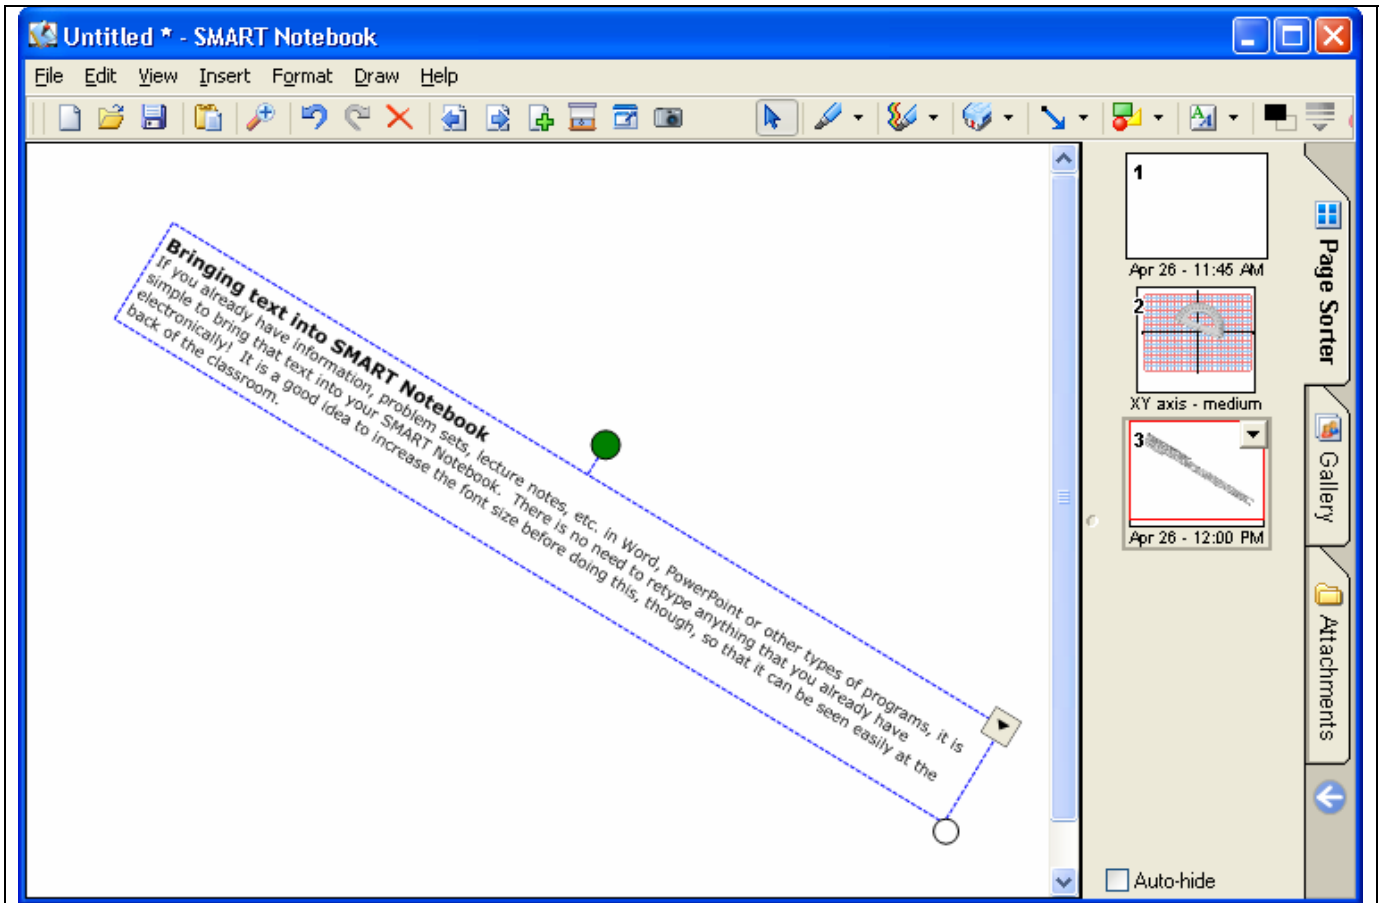 Untitled * - SMART Notebook
File Edit View Insert Format Draw Help
Bringing text into SMART Notebook
If you already have information, problem sets, lecture notes, etc. in Word, PowerPoint or other types of programs, it is
simple to bring that text into your SMART Notebook.  There is no need to retype anything that you already have
electronically!  It is a good idea to increase the font size before doing this, though, so that it can be seen easily at the
back of the classroom.
1
Apr 26 - 11:45 AM
2
XY axis - medium
3
Apr 26 - 12:00 PM
Page Sorter
Gallery
Attachments
Auto-hide